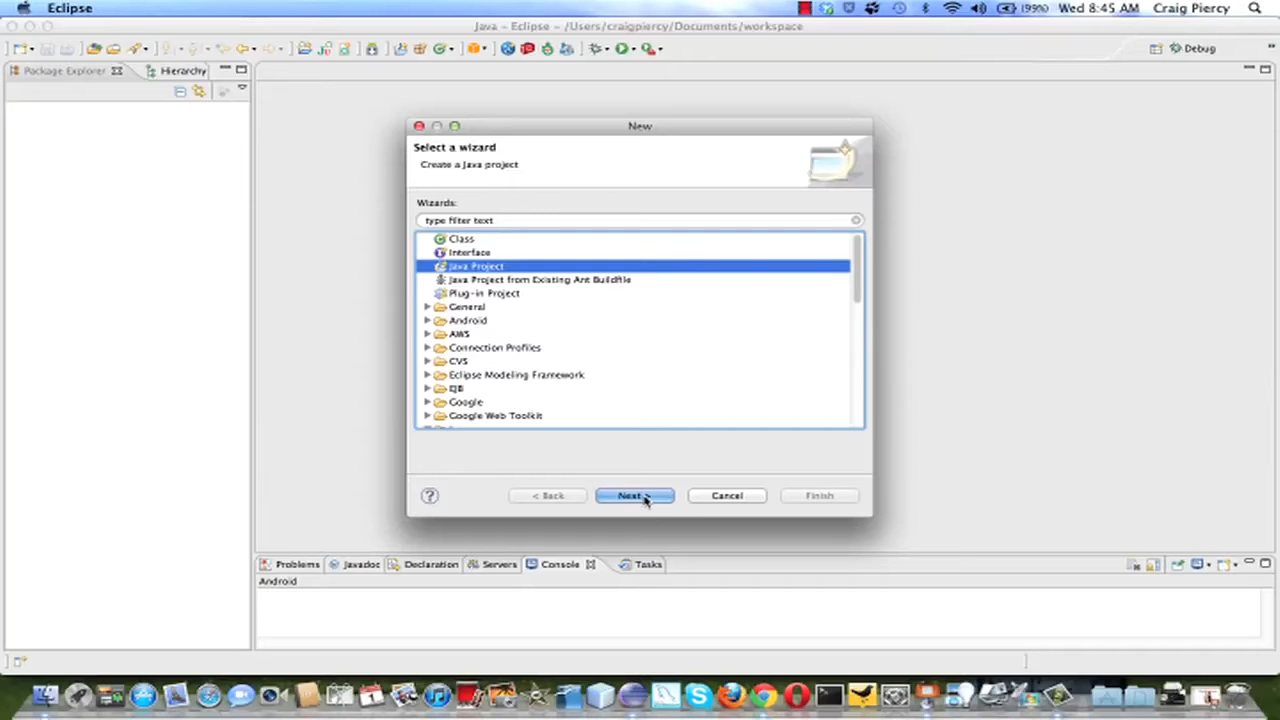 Eclipse
(99%)
Wed 8:45 AM
Craig Piercy
Java - Eclipse - /Users/craigpiercy/Documents/workspace
Debug
Package Explorer
Hierarchy
New
Select a wizard
Create a Java project
Wizards:
type filter text
Class
Interface
Java Project
Java Project from Existing Ant Buildfile
Plug-in Project
General
Android
AWS
Connection Profiles
CVS
Eclipse Modeling Framework
EJB
Google
Google Web Toolkit
?
< Back
Next >
Cancel
Finish
Problems
Javadoc
Declaration
Servers
Console
Tasks
Android